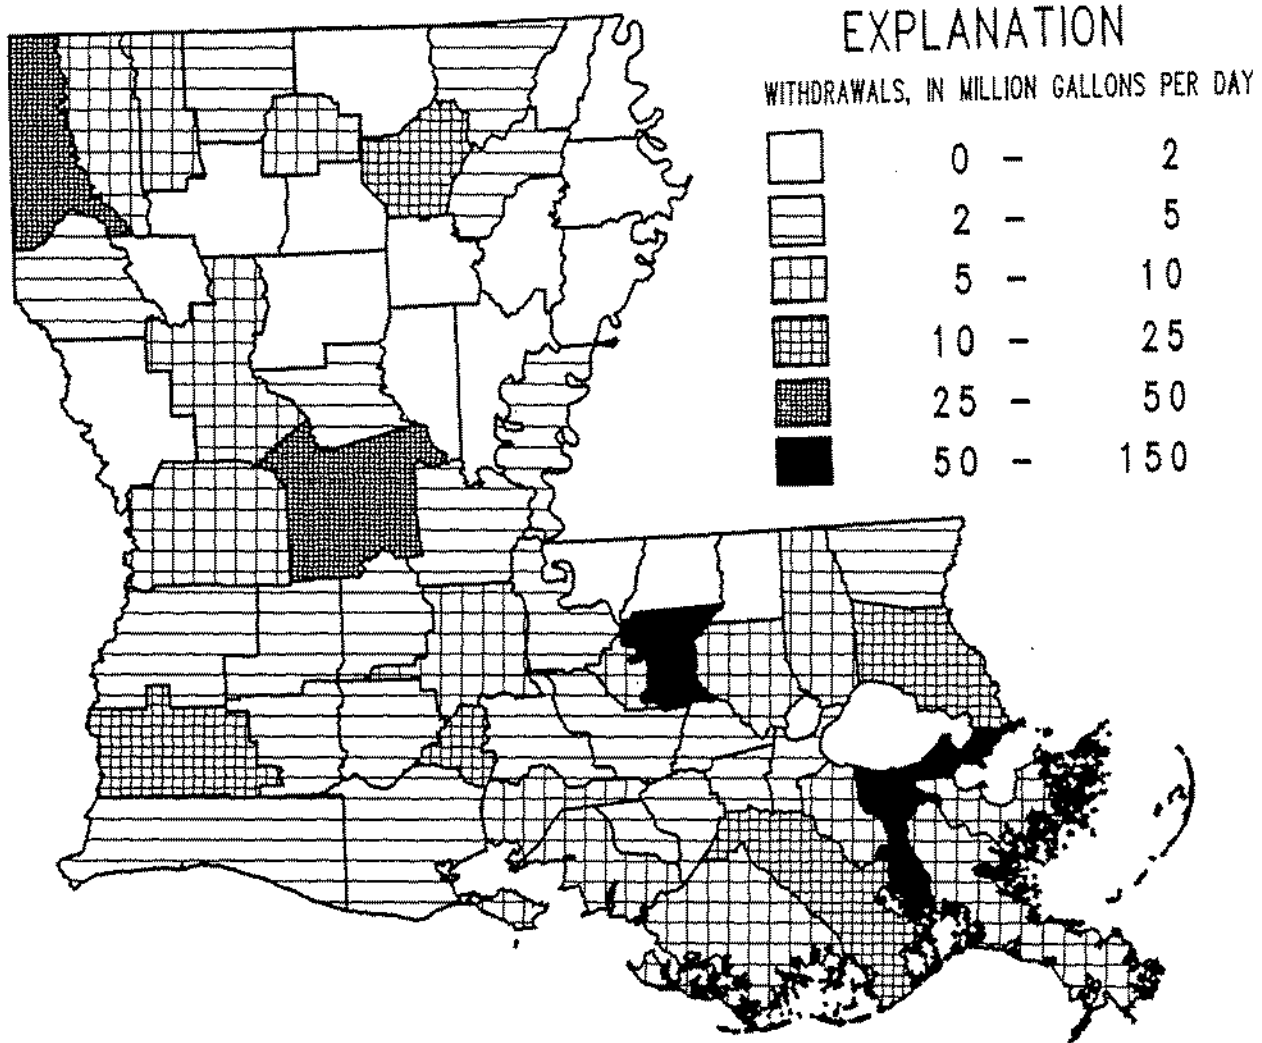 EXPLANATION
WITHDRAWALS, IN MILLION GALLONS PER DAY
0 - 2
2 - 5
5 - 10
10 - 25
25 - 50
50 - 150